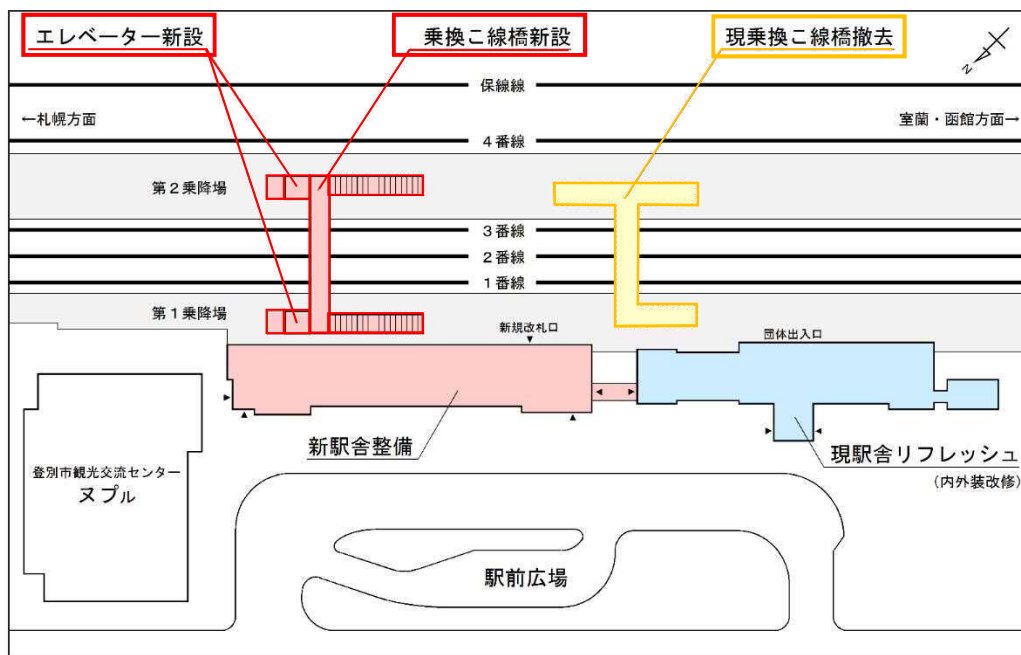 エレベーター新設
乗換こ線橋新設
現乗換こ線橋撤去
N
保線線
←札幌方面
室蘭・函館方面→
4番線
第2乗降場
3番線
2番線
1番線
第1乗降場
新規改札口
団体出入口
新駅舎整備
現駅舎リフレッシュ
(内外装改修)
登別市観光交流センター
ヌプル
駅前広場